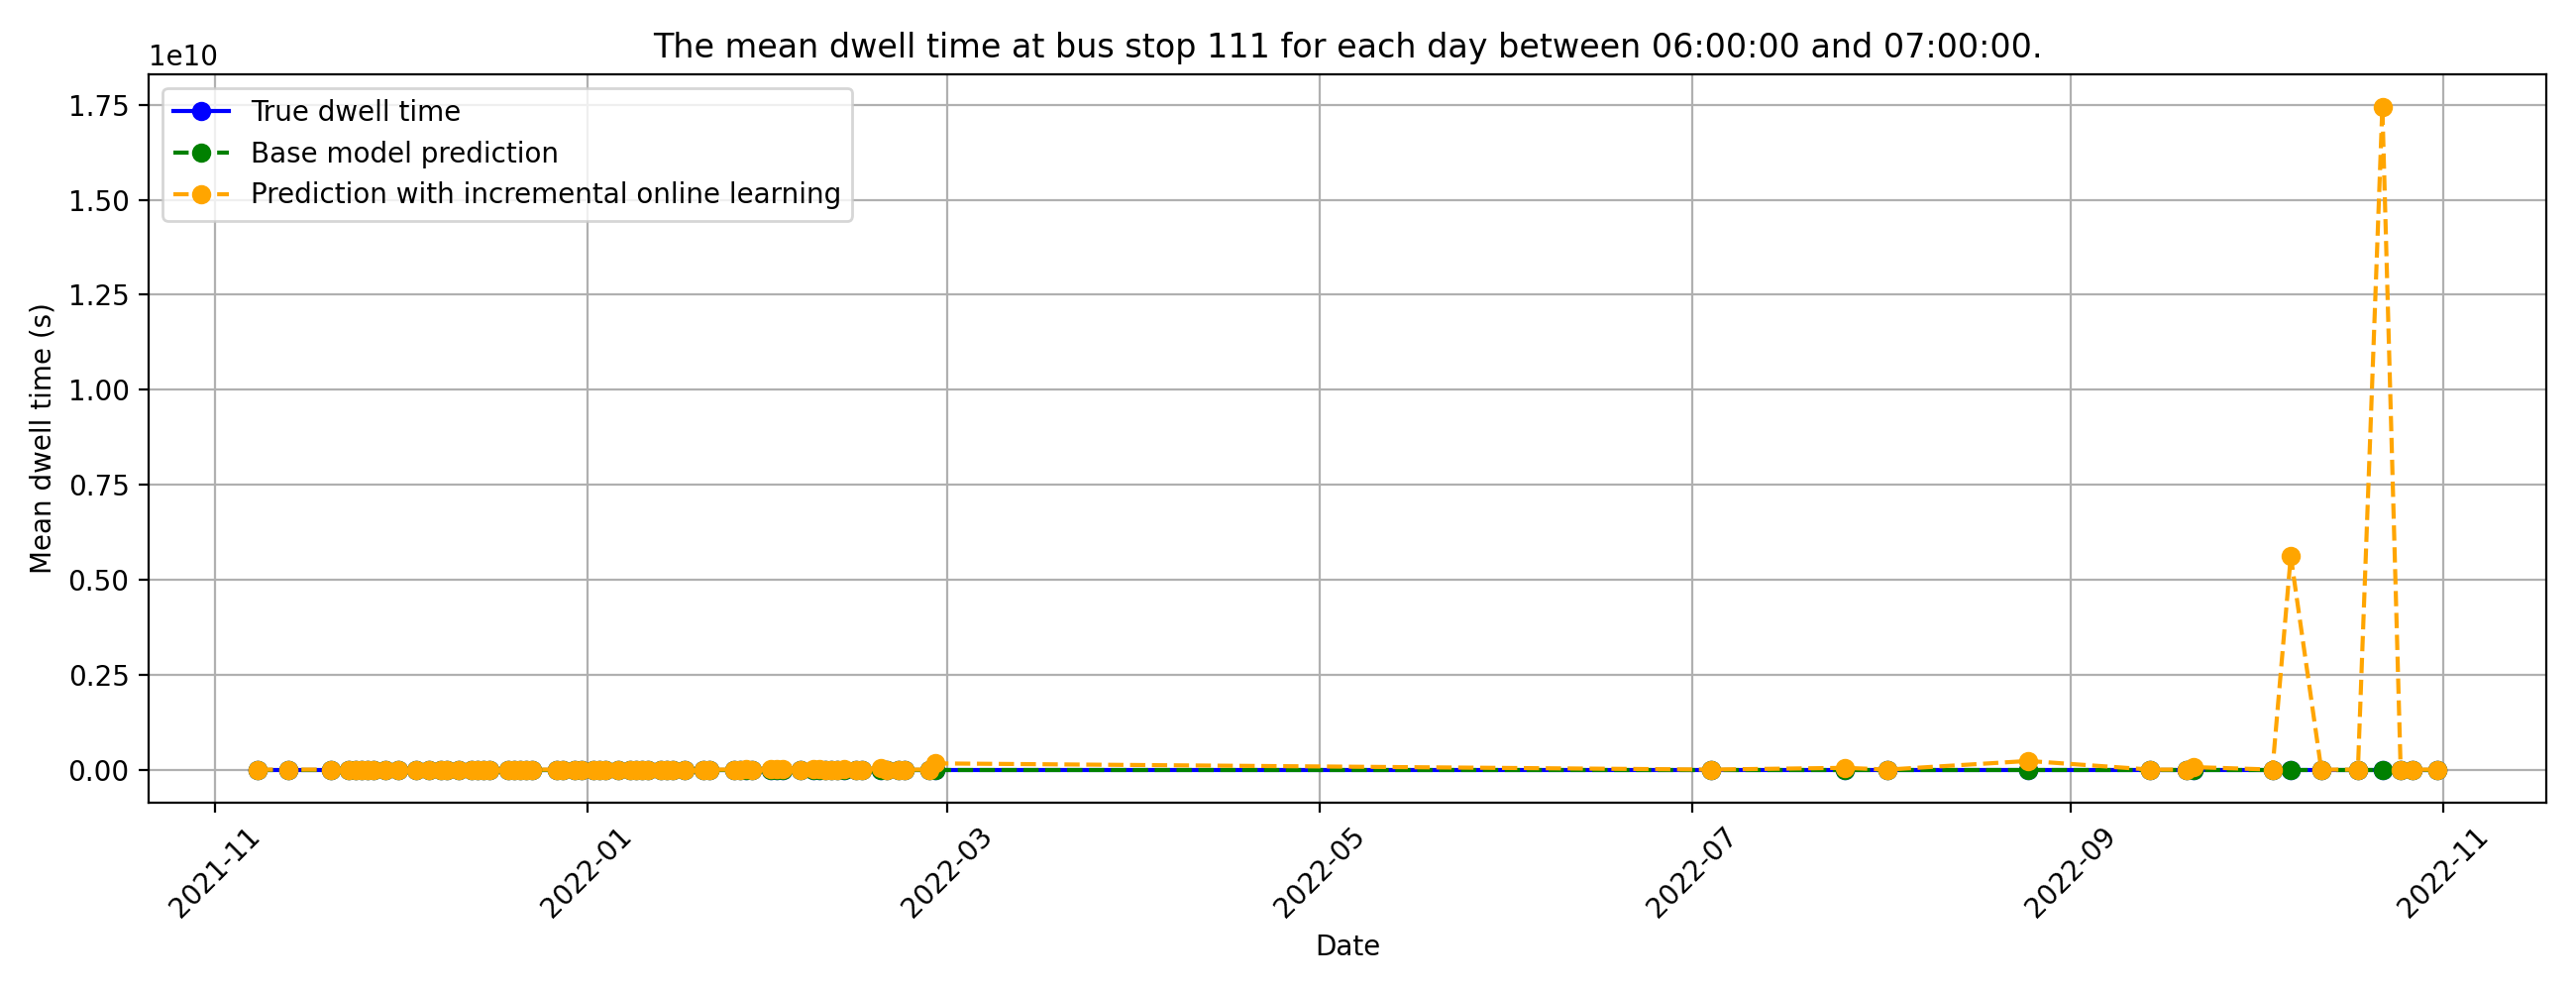 The mean dwell time at bus stop 111 for each day between 06:00:00 and 07:00:00.
1e10
True dwell time
Base model prediction
Prediction with incremental online learning
Mean dwell time (s)
1.75
1.50
1.25
1.00
0.75
0.50
0.25
0.00
2021-11
2022-01
2022-03
2022-05
2022-07
2022-09
2022-11
Date